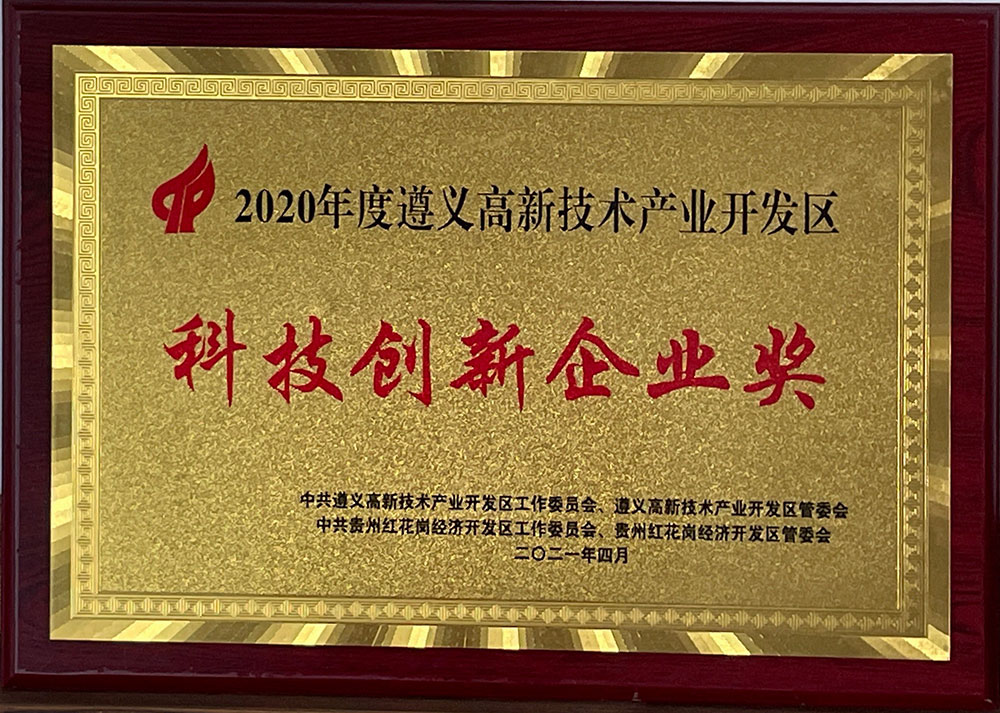 2020年度遵义高新技术产业开发区
科技创新企业奖
中共遵义高新技术产业开发区工作委员会、遵义高新技术产业开发区管委会
中共贵州红花岗经济开发区工作委员会、贵州红花岗经济开发区管委会
二〇二一年四月